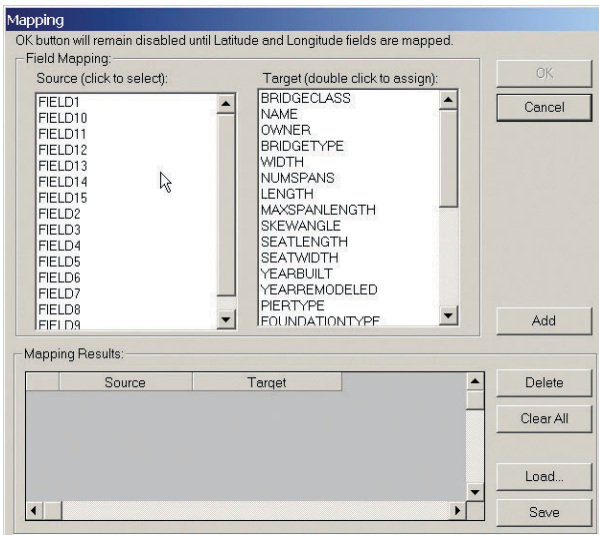 Mapping
OK button will remain disabled until Latitude and Longitude fields are mapped.
Field Mapping:
Source (click to select):
FIELD1
FIELD10
FIELD11
FIELD12
FIELD13
FIELD14
FIELD15
FIELD2
FIELD3
FIELD4
FIELD5
FIELD6
FIELD7
FIELD8
FIELD9
Target (double click to assign):
BRIDGECLASS
NAME
OWNER
BRIDGETYPE
WIDTH
NUMSPANS
LENGTH
MAXSPANLENGTH
SKEWANGLE
SEATLENGTH
SEATWIDTH
YEARBUILT
YEARREMODELED
PIERTYPE
FOUNDATIONTYPE
OK
Cancel
Add
Mapping Results:
Source Target
Delete
Clear All
Load...
Save